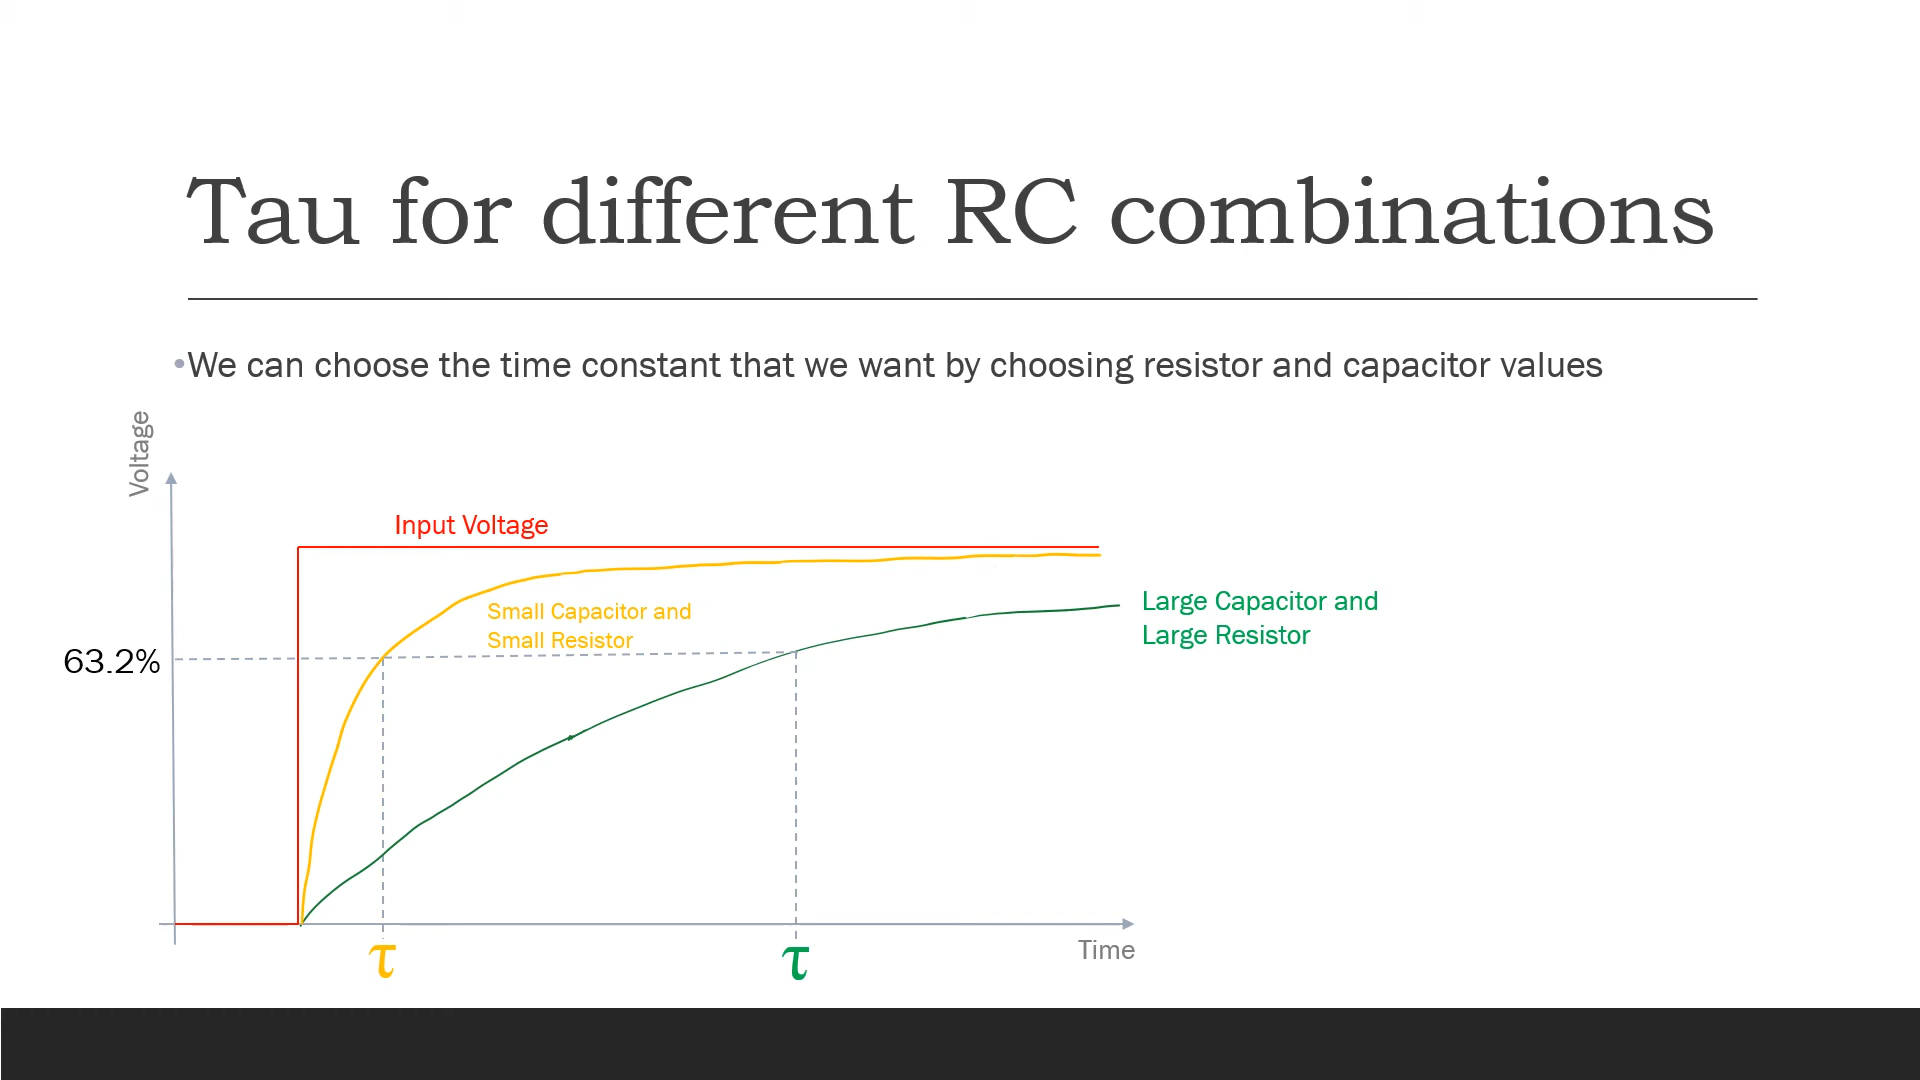 Tau for different RC combinations
•We can choose the time constant that we want by choosing resistor and capacitor values
Voltage
Input Voltage
Small Capacitor and
Small Resistor
Large Capacitor and
Large Resistor
63.2%
Time
τ
τ